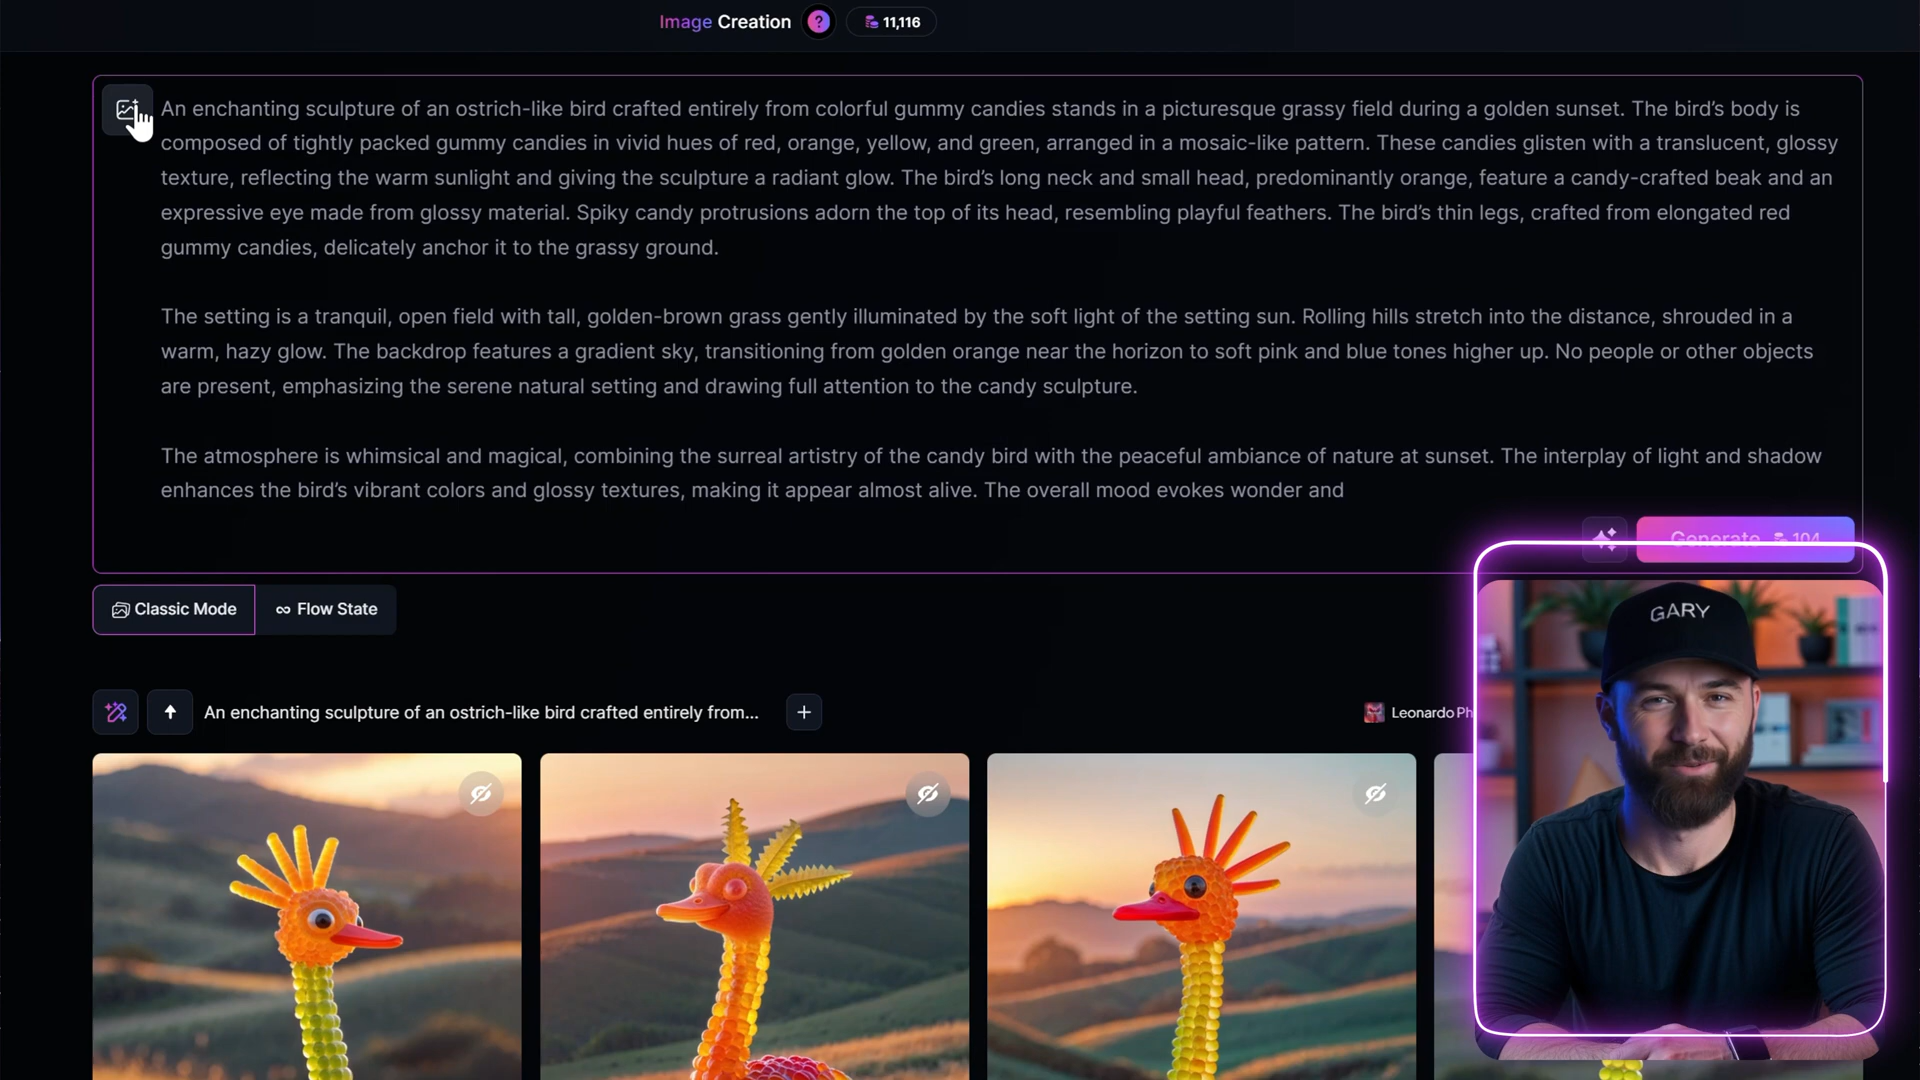 Image Creation ? 11,116
An enchanting sculpture of an ostrich-like bird crafted entirely from colorful gummy candies stands in a picturesque grassy field during a golden sunset. The bird’s body is
composed of tightly packed gummy candies in vivid hues of red, orange, yellow, and green, arranged in a mosaic-like pattern. These candies glisten with a translucent, glossy
texture, reflecting the warm sunlight and giving the sculpture a radiant glow. The bird’s long neck and small head, predominantly orange, feature a candy-crafted beak and an
expressive eye made from glossy material. Spiky candy protrusions adorn the top of its head, resembling playful feathers. The bird’s thin legs, crafted from elongated red
gummy candies, delicately anchor it to the grassy ground.
The setting is a tranquil, open field with tall, golden-brown grass gently illuminated by the soft light of the setting sun. Rolling hills stretch into the distance, shrouded in a
warm, hazy glow. The backdrop features a gradient sky, transitioning from golden orange near the horizon to soft pink and blue tones higher up. No people or other objects
are present, emphasizing the serene natural setting and drawing full attention to the candy sculpture.
The atmosphere is whimsical and magical, combining the surreal artistry of the candy bird with the peaceful ambiance of nature at sunset. The interplay of light and shadow
enhances the bird’s vibrant colors and glossy textures, making it appear almost alive. The overall mood evokes wonder and
Generate 104
Classic Mode
Flow State
GARY
An enchanting sculpture of an ostrich-like bird crafted entirely from...
Leonardo Ph